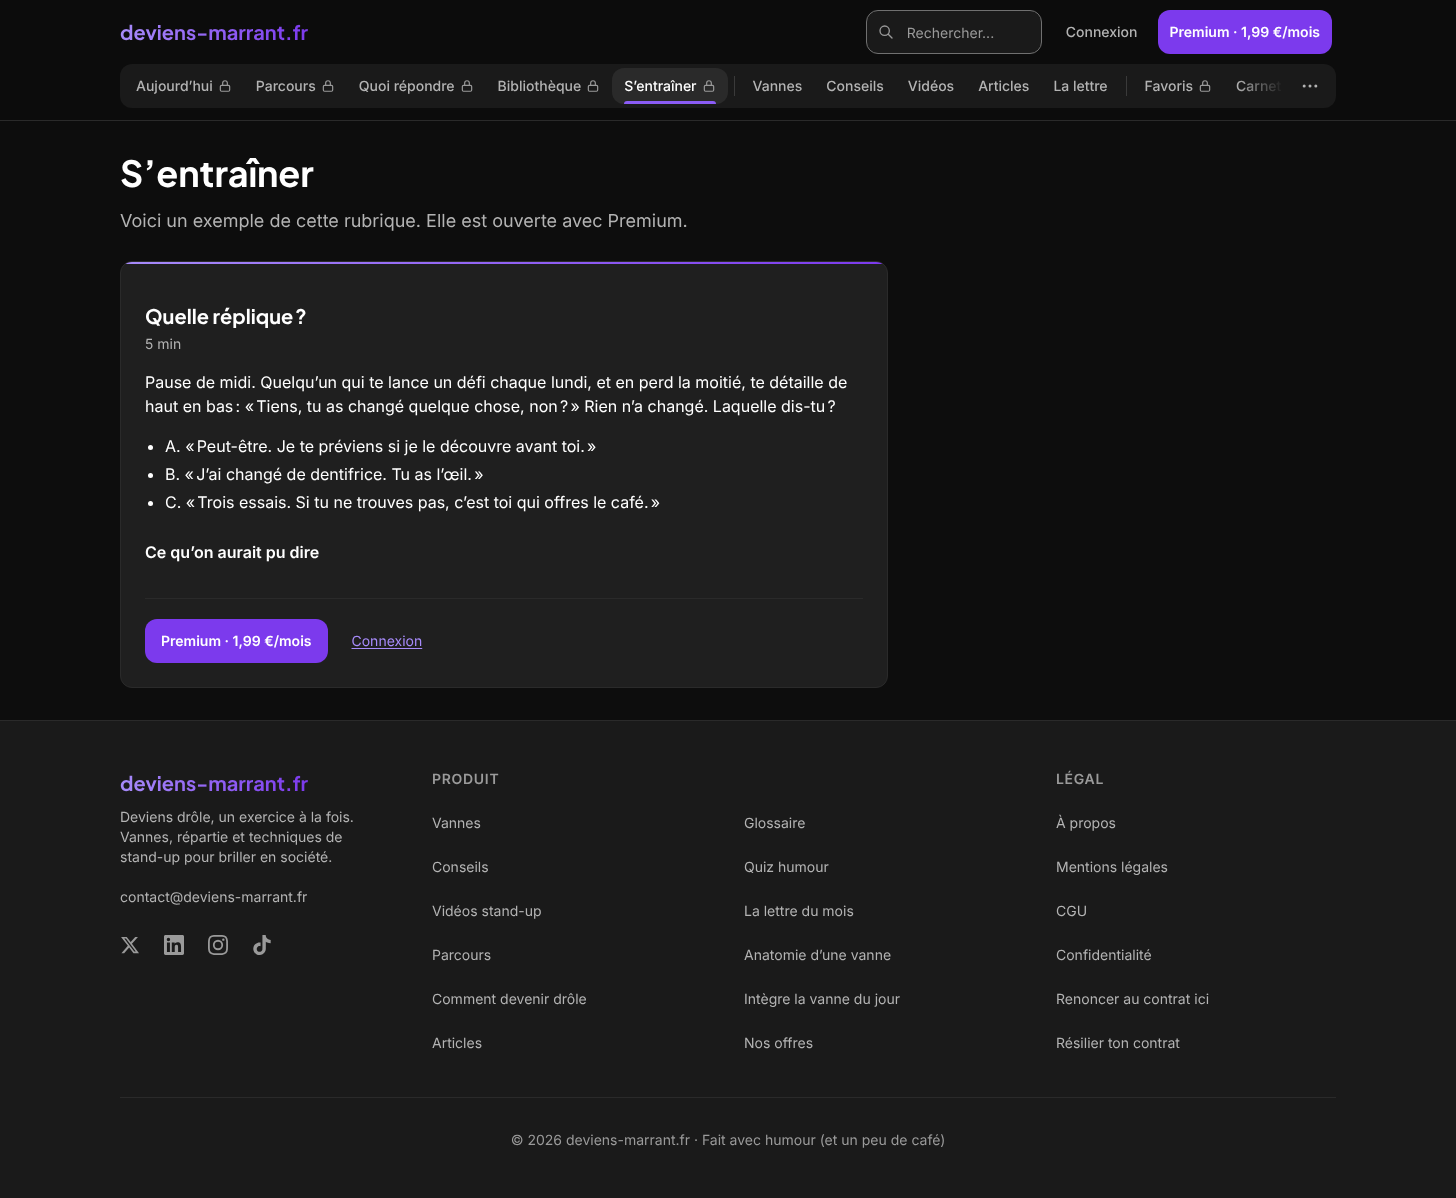 deviens-marrant.fr
Rechercher...
Connexion
Premium · 1,99 €/mois
Aujourd’hui
Parcours
Quoi répondre
Bibliothèque
S’entraîner
Vannes
Conseils
Vidéos
Articles
La lettre
Favoris
Carnet
S’entraîner
Voici un exemple de cette rubrique. Elle est ouverte avec Premium.
Quelle réplique ?
5 min
Pause de midi. Quelqu’un qui te lance un défi chaque lundi, et en perd la moitié, te détaille de
haut en bas : « Tiens, tu as changé quelque chose, non ? » Rien n’a changé. Laquelle dis-tu ?
• A. « Peut-être. Je te préviens si je le découvre avant toi. »
• B. « J’ai changé de dentifrice. Tu as l’œil. »
• C. « Trois essais. Si tu ne trouves pas, c’est toi qui offres le café. »
Ce qu’on aurait pu dire
Premium · 1,99 €/mois
Connexion
deviens-marrant.fr
Deviens drôle, un exercice à la fois.
Vannes, répartie et techniques de
stand-up pour briller en société.
contact@deviens-marrant.fr
PRODUIT
Vannes
Conseils
Vidéos stand-up
Parcours
Comment devenir drôle
Articles
Glossaire
Quiz humour
La lettre du mois
Anatomie d’une vanne
Intègre la vanne du jour
Nos offres
LÉGAL
À propos
Mentions légales
CGU
Confidentialité
Renoncer au contrat ici
Résilier ton contrat
© 2026 deviens-marrant.fr · Fait avec humour (et un peu de café)